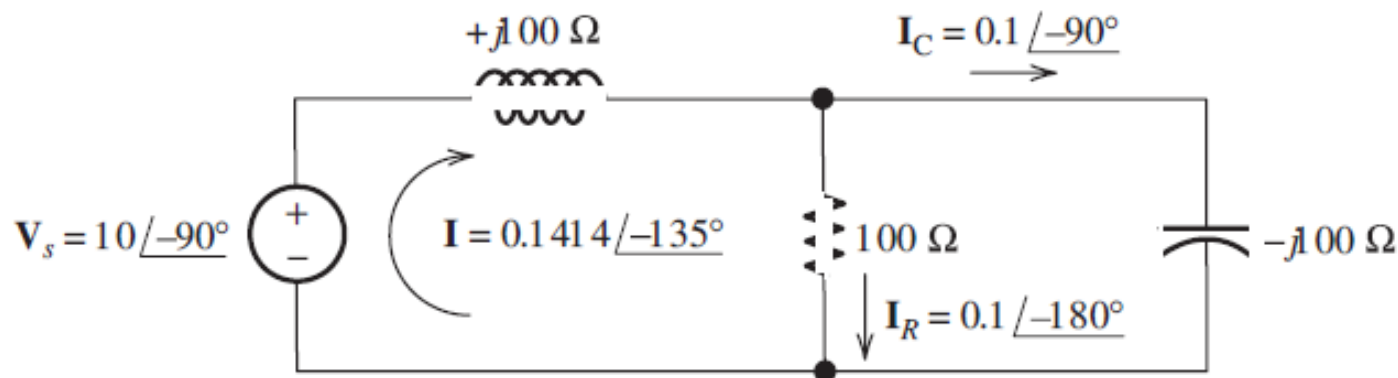 +j100 Ω
I_C = 0.1 ∠–90°
V_s = 10 ∠–90°
+
–
I = 0.1414 ∠–135°
100 Ω
–j100 Ω
I_R = 0.1 ∠–180°